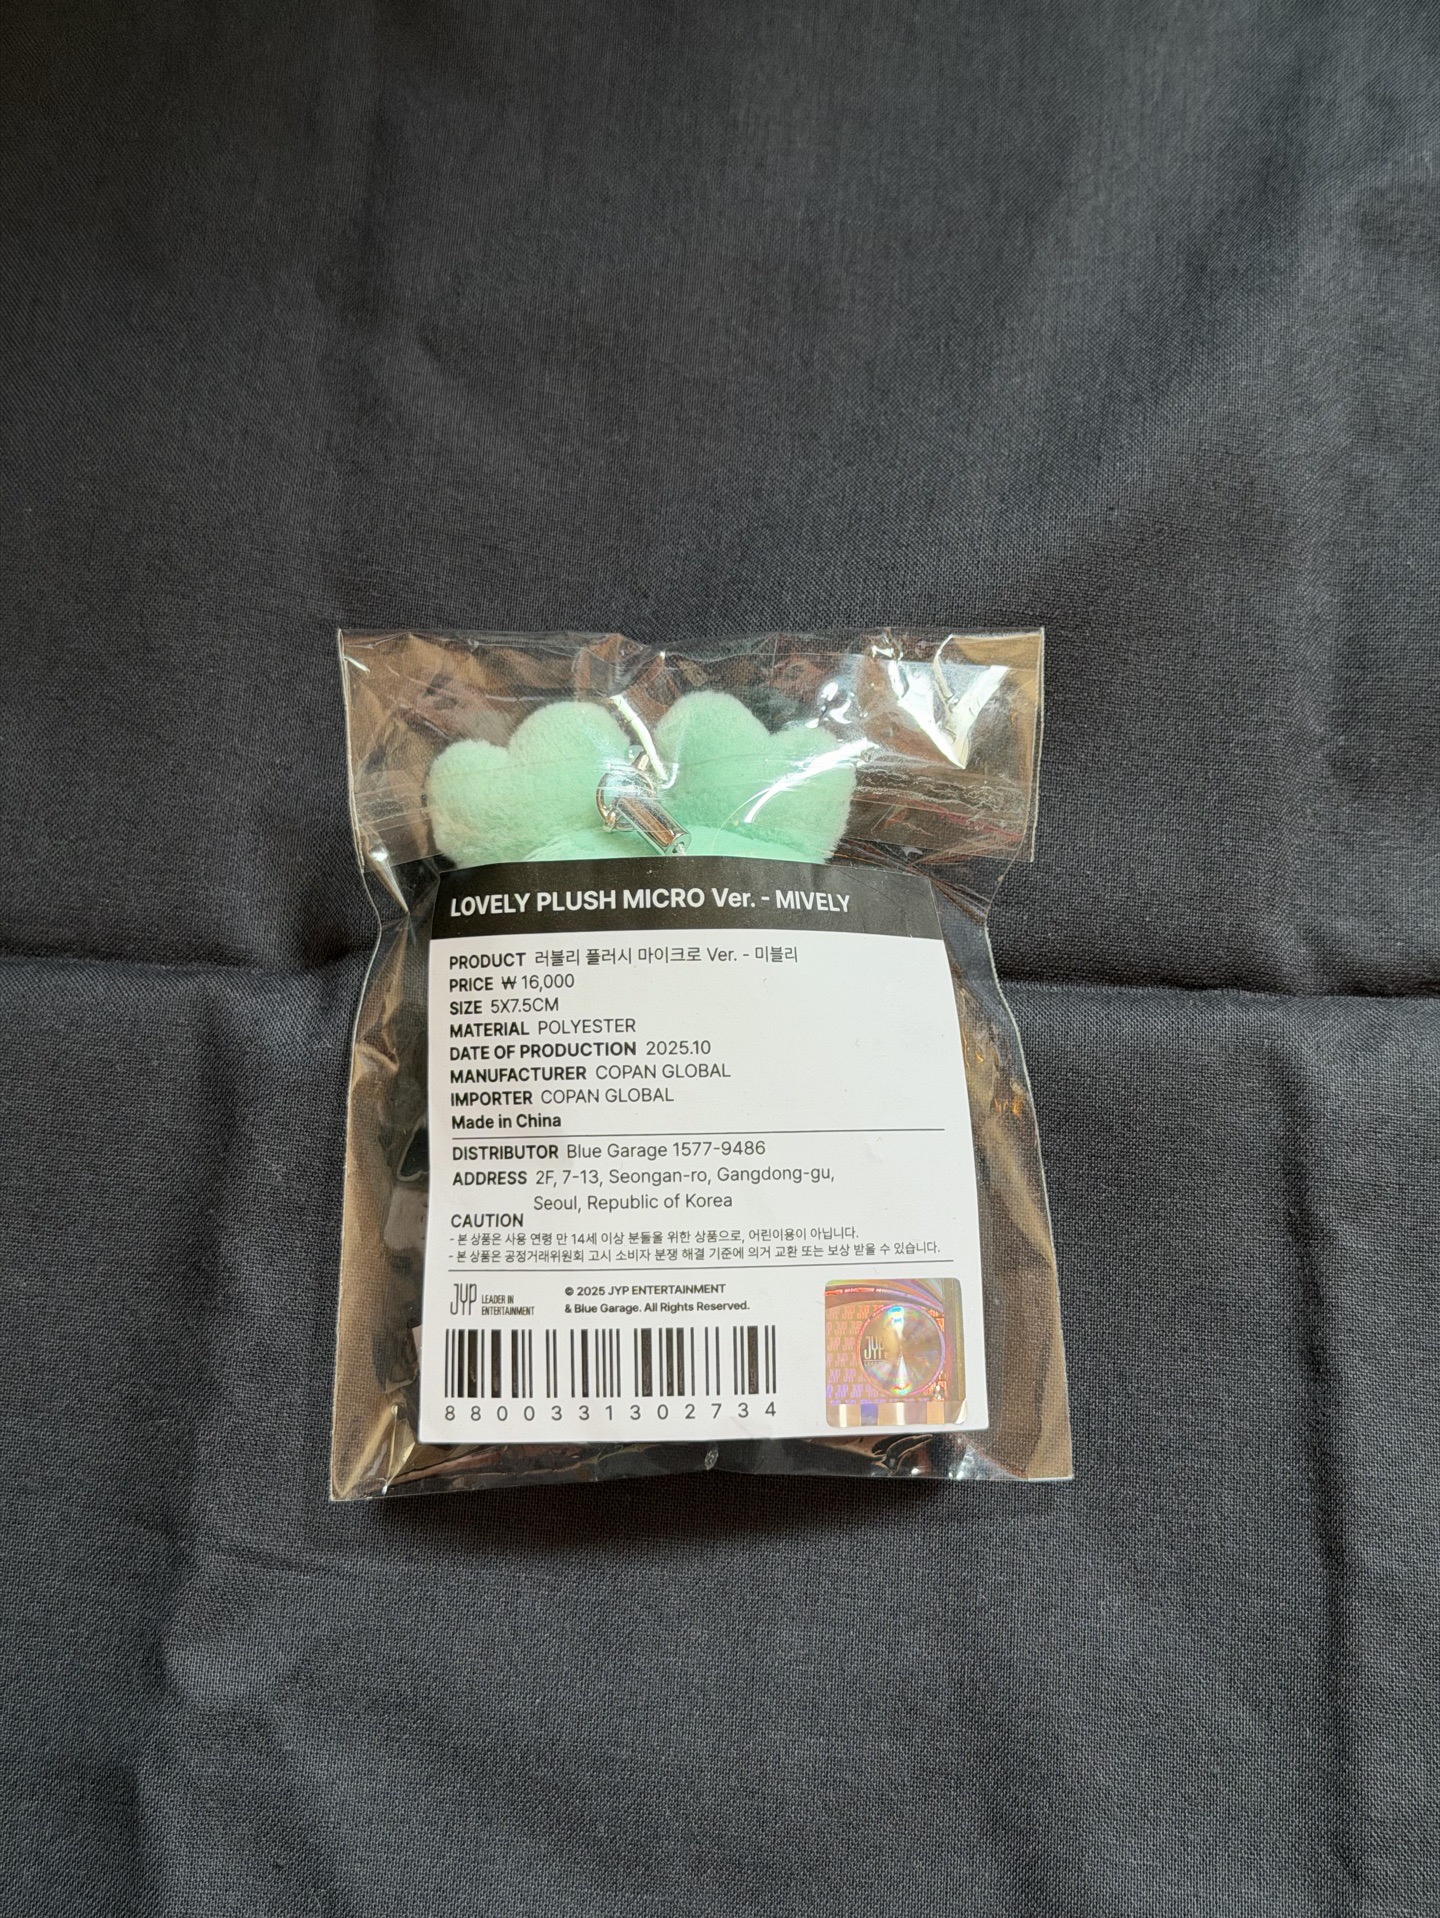 LOVELY PLUSH MICRO Ver. - MIVELY
PRODUCT 러블리 플러시 마이크로 Ver. - 미블리
PRICE ₩ 16,000
SIZE 5X7.5CM
MATERIAL POLYESTER
DATE OF PRODUCTION 2025.10
MANUFACTURER COPAN GLOBAL
IMPORTER COPAN GLOBAL
Made in China
DISTRIBUTOR Blue Garage 1577-9486
ADDRESS 2F, 7-13, Seongan-ro, Gangdong-gu,
Seoul, Republic of Korea
CAUTION
- 본 상품은 사용 연령 만 14세 이상 분들을 위한 상품으로, 어린이용이 아닙니다.
- 본 상품은 공정거래위원회 고시 소비자 분쟁 해결 기준에 의거 교환 또는 보상 받을 수 있습니다.
JYP LEADER IN
ENTERTAINMENT
© 2025 JYP ENTERTAINMENT
& Blue Garage. All Rights Reserved.
JYP
8800331302734